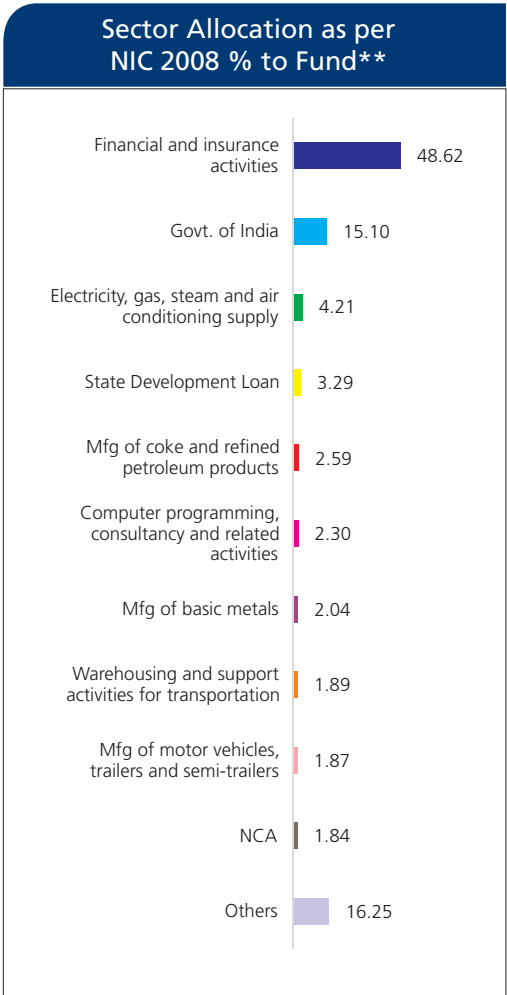 Sector Allocation as per
NIC 2008 % to Fund**
Financial and insurance
activities
48.62
Govt. of India
15.10
Electricity, gas, steam and air
conditioning supply
4.21
State Development Loan
3.29
Mfg of coke and refined
petroleum products
2.59
Computer programming,
consultancy and related
activities
2.30
Mfg of basic metals
2.04
Warehousing and support
activities for transportation
1.89
Mfg of motor vehicles,
trailers and semi-trailers
1.87
NCA
1.84
Others
16.25